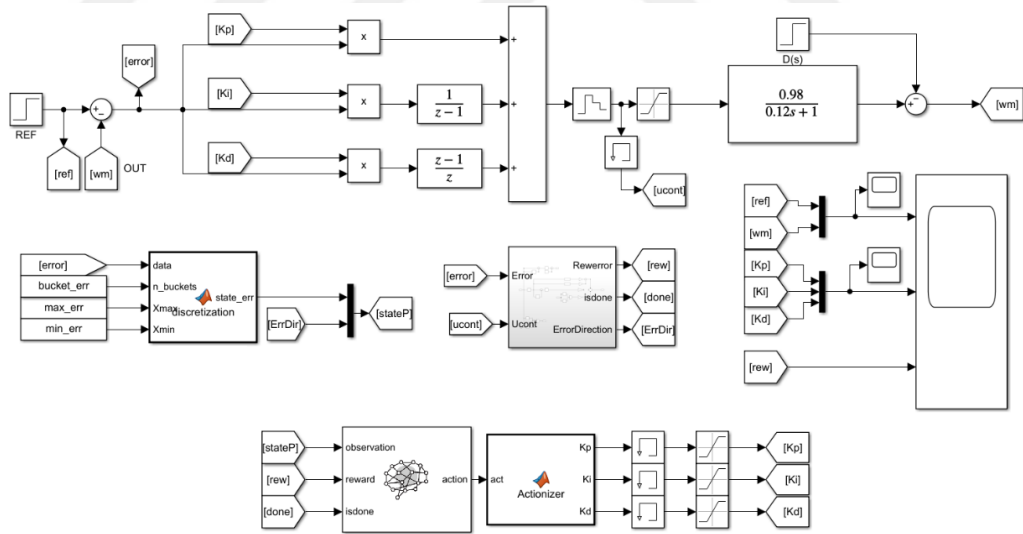 [Kp]
x
+
[error]
D(s)
[Ki]
x
1
z − 1
+
0.98
0.12s + 1
+
−
[wm]
REF
+
−
[ref]
[wm]
OUT
[Kd]
x
z − 1
z
+
[ucont]
[ref]
[wm]
[Kp]
[Ki]
[Kd]
[rew]
[error]
bucket_err
max_err
min_err
data
n_buckets
Xmax
Xmin
state_err
discretization
[ErrDir]
[stateP]
[error]
[ucont]
Error
Ucont
Rewerror
isdone
ErrorDirection
[rew]
[done]
[ErrDir]
[stateP]
[rew]
[done]
observation
reward
isdone
action
act
Actionizer
Kp
Ki
Kd
[Kp]
[Ki]
[Kd]